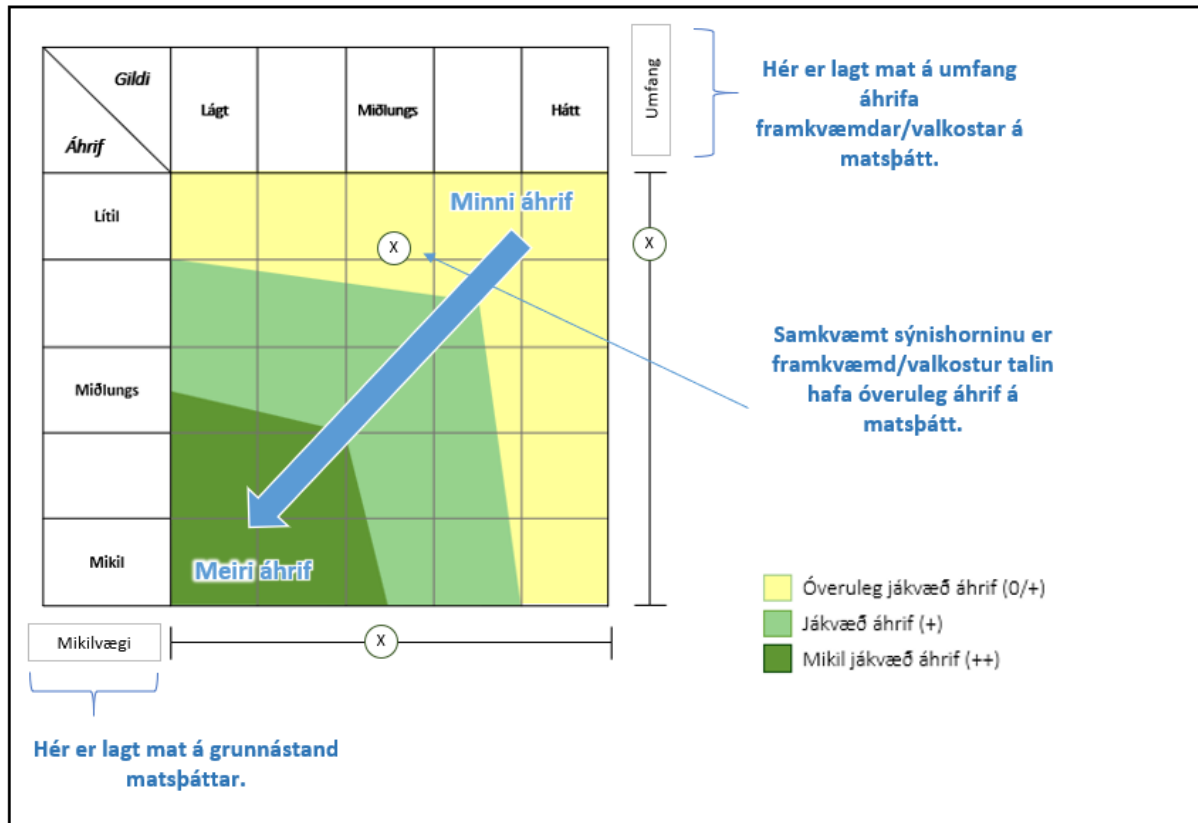 Gildi
Áhrif
Lágt
Miðlungs
Hátt
Umfang
Hér er lagt mat á umfang
áhrifa
framkvæmdar/valkostar á
matsþátt.
Lítil
Minni áhrif
X
X
Samkvæmt sýnishorninu er
framkvæmd/valkostur talin
hafa óveruleg áhrif á
matsþátt.
Miðlungs
Mikil
Meiri áhrif
Óveruleg jákvæð áhrif (0/+)
Jákvæð áhrif (+)
Mikil jákvæð áhrif (++)
Mikilvægi
X
Hér er lagt mat á grunnástand
matsþáttar.